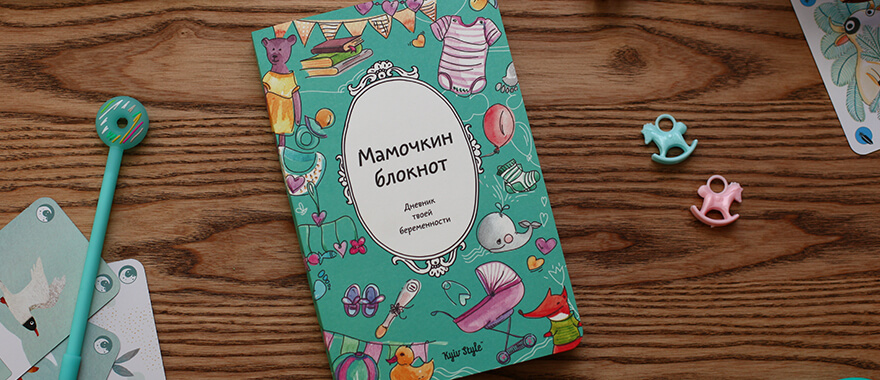 Мамочкин
блокнот
Дневник
твоей
беременности
Kyiv Style